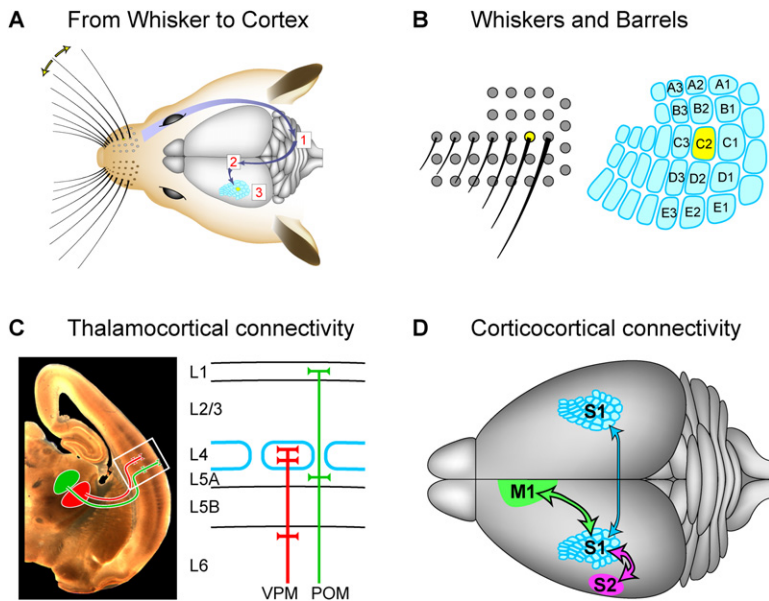 A From Whisker to Cortex
1
2
3
B Whiskers and Barrels
A3 A2 A1
B3 B2 B1
C3 C2 C1
D3 D2 D1
E3 E2 E1
C Thalamocortical connectivity
L1
L2/3
L4
L5A
L5B
L6
VPM POM
D Corticocortical connectivity
S1
M1
S1
S2